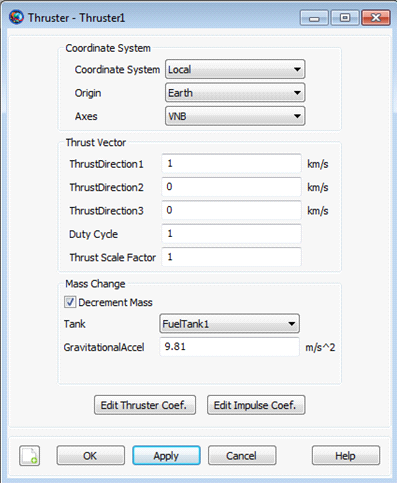 Thruster - Thruster1
Coordinate System
Coordinate System Local
Origin Earth
Axes VNB
Thrust Vector
ThrustDirection1 1 km/s
ThrustDirection2 0 km/s
ThrustDirection3 0 km/s
Duty Cycle 1
Thrust Scale Factor 1
Mass Change
Decrement Mass
Tank FuelTank1
GravitationalAccel 9.81 m/s^2
Edit Thruster Coef. Edit Impulse Coef.
OK Apply Cancel Help